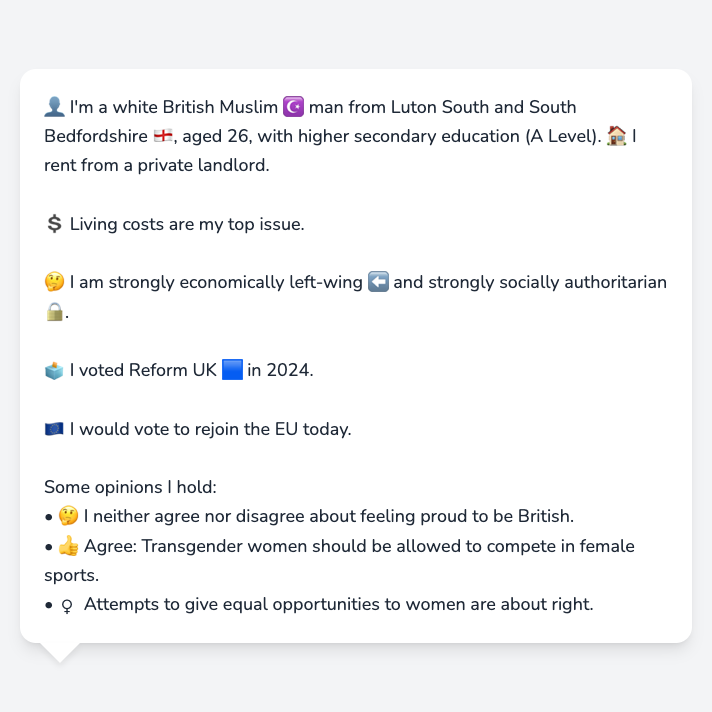 👤 I'm a white British Muslim ☪️ man from Luton South and South
Bedfordshire 🏴󠁧󠁢󠁥󠁮󠁧󠁿, aged 26, with higher secondary education (A Level). 🏠 I
rent from a private landlord.
💲 Living costs are my top issue.
🤔 I am strongly economically left-wing ⬅️ and strongly socially authoritarian
🔒.
🗳️ I voted Reform UK 🟦 in 2024.
🇪🇺 I would vote to rejoin the EU today.
Some opinions I hold:
• 🤔 I neither agree nor disagree about feeling proud to be British.
• 👍 Agree: Transgender women should be allowed to compete in female
sports.
• ♀ Attempts to give equal opportunities to women are about right.